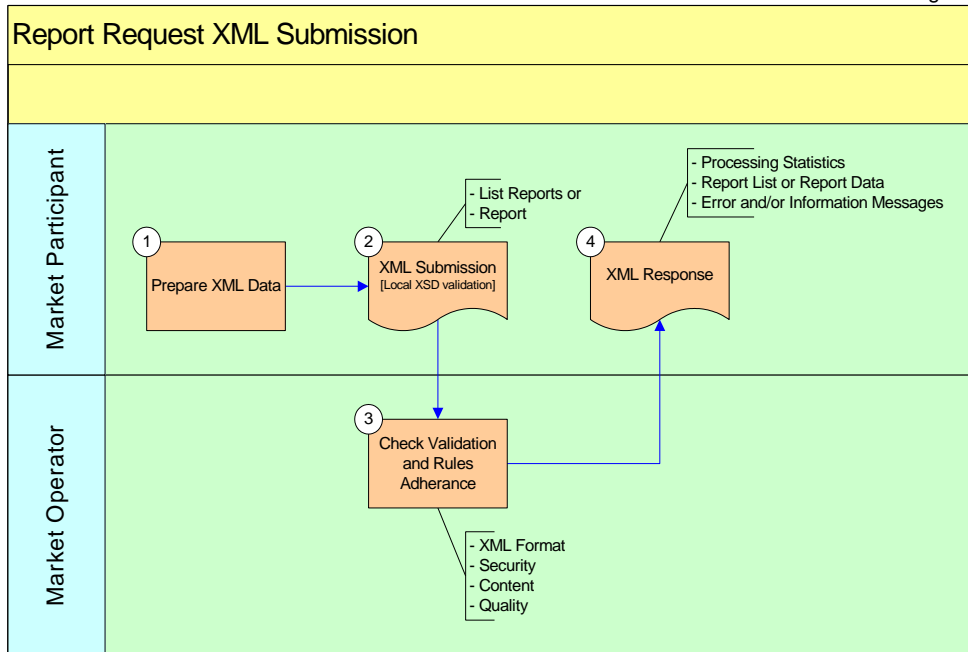 Report Request XML Submission
Market Participant
- Processing Statistics
- Report List or Report Data
- Error and/or Information Messages
- List Reports or
- Report
1
Prepare XML Data
2
XML Submission
[Local XSD validation]
4
XML Response
Market Operator
3
Check Validation
and Rules
Adherance
- XML Format
- Security
- Content
- Quality